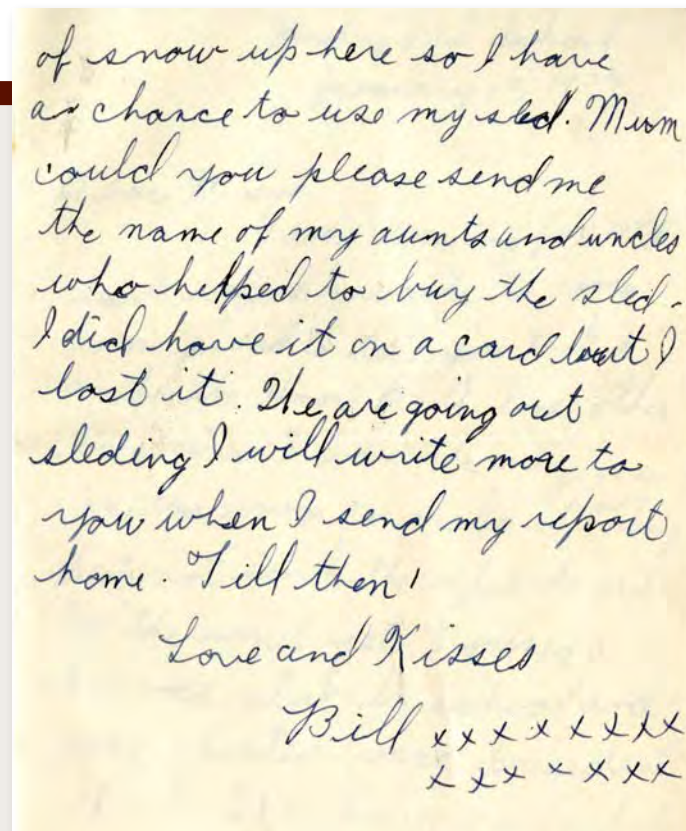 of snow up here so I have
a chance to use my sled. Mum
could you please send me
the name of my aunts and uncles
who helped to buy the sled.
I did have it on a card but I
lost it. We are going out
sleding I will write more to
you when I send my report
home. Till then!
Love and Kisses
Bill xxxxxxxx
xxxxxxx